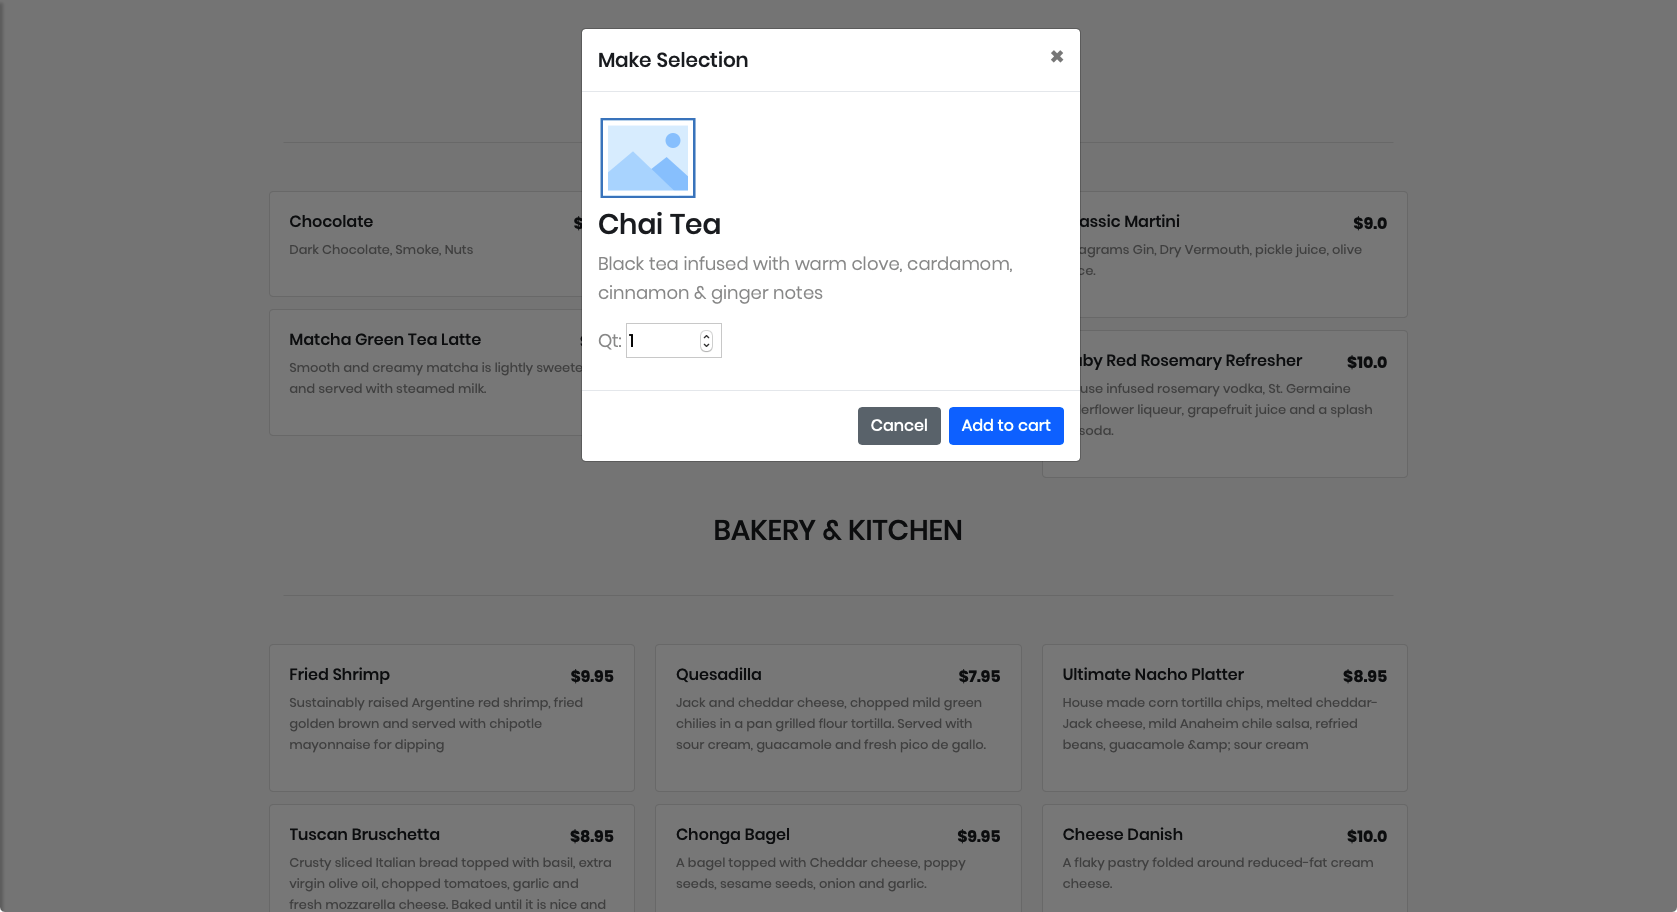 Make Selection
✖
Chai Tea
Black tea infused with warm clove, cardamom,
cinnamon & ginger notes
Qt: 1
Cancel
Add to cart
Chocolate
Dark Chocolate, Smoke, Nuts
Matcha Green Tea Latte
Smooth and creamy matcha is lightly
and served with steamed milk.
Martini
$9.0
Gin, Dry Vermouth, pickle juice, olive
Red Rosemary Refresher
$10.0
infused rosemary vodka, St. Germaine
liqueur, grapefruit juice and a splash
soda.
BAKERY & KITCHEN
Fried Shrimp
$9.95
Sustainably raised Argentine red shrimp, fried
golden brown and served with chipotle
mayonnaise for dipping
Quesadilla
$7.95
Jack and cheddar cheese, chopped mild green
chilies in a pan grilled flour tortilla. Served with
sour cream, guacamole and fresh pico de gallo.
Ultimate Nacho Platter
$8.95
House made corn tortilla chips, melted cheddar-
Jack cheese, mild Anaheim chile salsa, refried
beans, guacamole &amp; sour cream
Tuscan Bruschetta
$8.95
Crusty sliced Italian bread topped with basil, extra
virgin olive oil, chopped tomatoes, garlic and
fresh mozzarella cheese. Baked until it is nice and
Chonga Bagel
$9.95
A bagel topped with Cheddar cheese, poppy
seeds, sesame seeds, onion and garlic.
Cheese Danish
$10.0
A flaky pastry folded around reduced-fat cream
cheese.